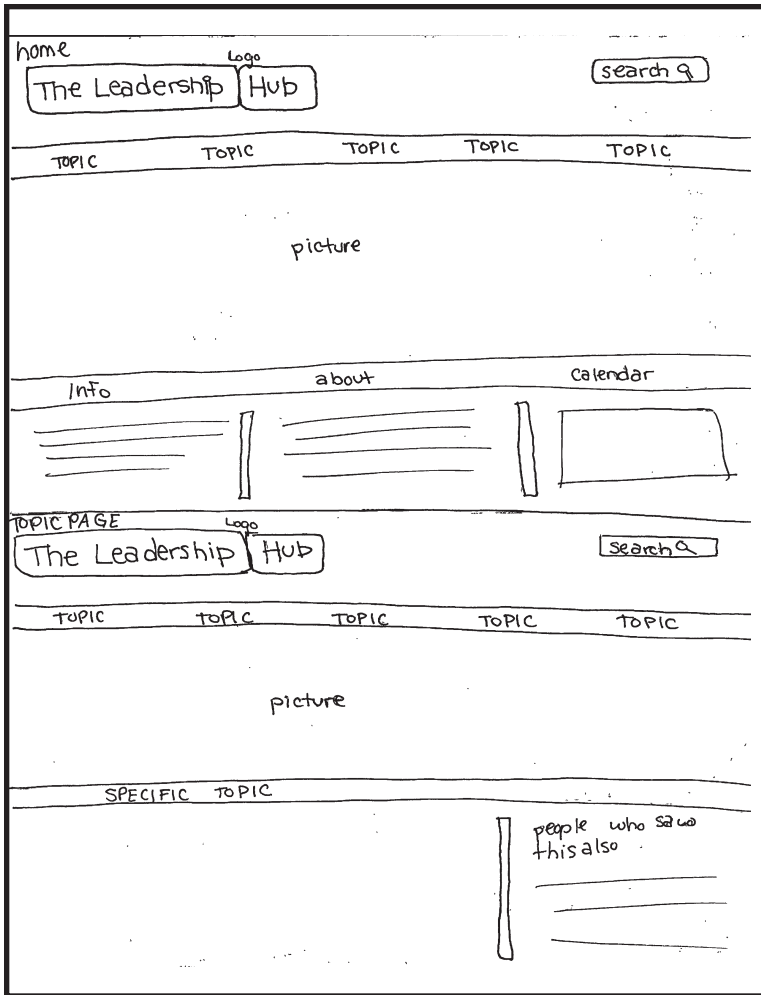 home
Logo
The Leadership Hub
search
TOPIC TOPIC TOPIC TOPIC TOPIC
picture
Info about calendar
TOPIC PAGE
Logo
The Leadership Hub
search
TOPIC TOPIC TOPIC TOPIC TOPIC
picture
SPECIFIC TOPIC
people who saw
this also